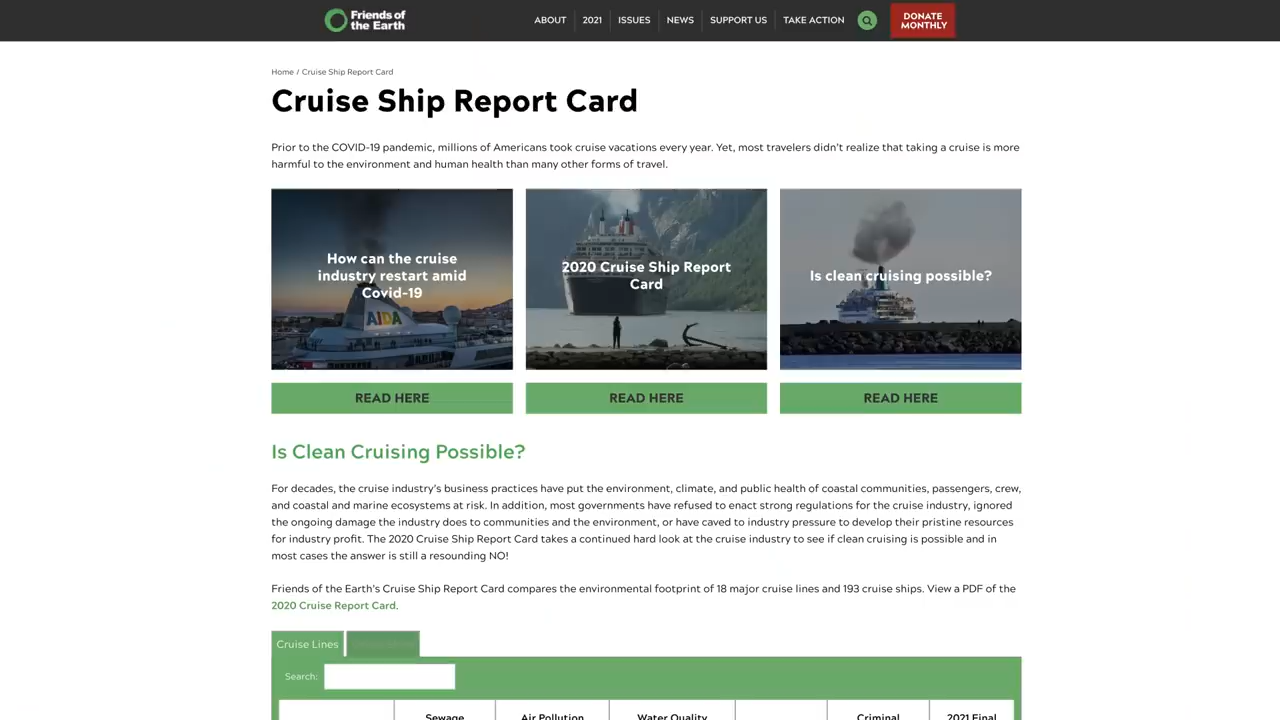 Friends of
the Earth
ABOUT
2021
ISSUES
NEWS
SUPPORT US
TAKE ACTION
DONATE
MONTHLY
Home / Cruise Ship Report Card
Cruise Ship Report Card
Prior to the COVID-19 pandemic, millions of Americans took cruise vacations every year. Yet, most travelers didn't realize that taking a cruise is more
harmful to the environment and human health than many other forms of travel.
How can the cruise
industry restart amid
Covid-19
AIDA
2020 Cruise Ship Report
Card
Is clean cruising possible?
READ HERE
READ HERE
READ HERE
Is Clean Cruising Possible?
For decades, the cruise industry's business practices have put the environment, climate, and public health of coastal communities, passengers, crew,
and coastal and marine ecosystems at risk. In addition, most governments have refused to enact strong regulations for the cruise industry, ignored
the ongoing damage the industry does to communities and the environment, or have caved to industry pressure to develop their pristine resources
for industry profit. The 2020 Cruise Ship Report Card takes a continued hard look at the cruise industry to see if clean cruising is possible and in
most cases the answer is still a resounding NO!
Friends of the Earth's Cruise Ship Report Card compares the environmental footprint of 18 major cruise lines and 193 cruise ships. View a PDF of the
2020 Cruise Report Card.
Cruise Lines
Search:
Sewage
Air Pollution
Water Quality
Criminal
2021 Final